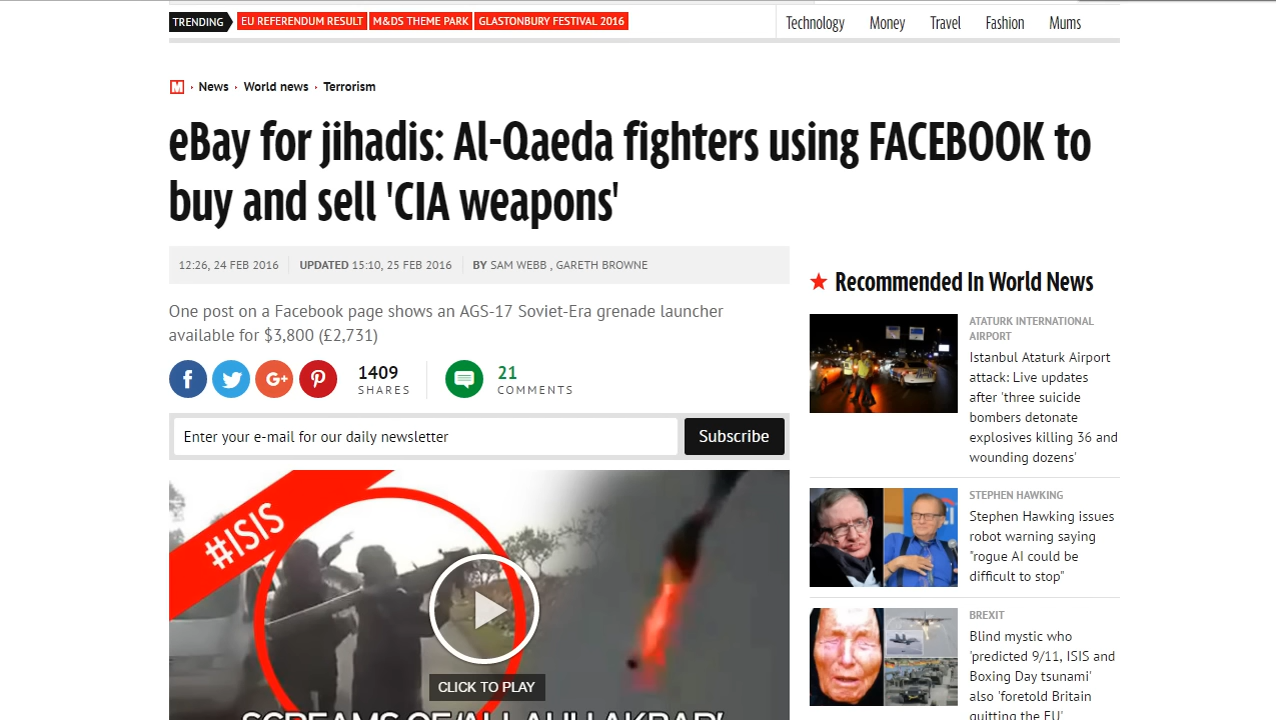 TRENDING EU REFERENDUM RESULT M&DS THEME PARK GLASTONBURY FESTIVAL 2016
Technology Money Travel Fashion Mums
M News World news Terrorism
eBay for jihadis: Al-Qaeda fighters using FACEBOOK to
buy and sell 'CIA weapons'
12:26, 24 FEB 2016 UPDATED 15:10, 25 FEB 2016 BY SAM WEBB , GARETH BROWNE
One post on a Facebook page shows an AGS-17 Soviet-Era grenade launcher
available for $3,800 (£2,731)
1409
SHARES
21
COMMENTS
Enter your e-mail for our daily newsletter Subscribe
#ISIS
CLICK TO PLAY
SCREAMS OF 'ALLAHU AKBAR'
Recommended In World News
ATATURK INTERNATIONAL
AIRPORT
Istanbul Ataturk Airport
attack: Live updates
after 'three suicide
bombers detonate
explosives killing 36 and
wounding dozens'
STEPHEN HAWKING
Stephen Hawking issues
robot warning saying
"rogue AI could be
difficult to stop"
BREXIT
Blind mystic who
'predicted 9/11, ISIS and
Boxing Day tsunami'
also 'foretold Britain
quitting the EU'